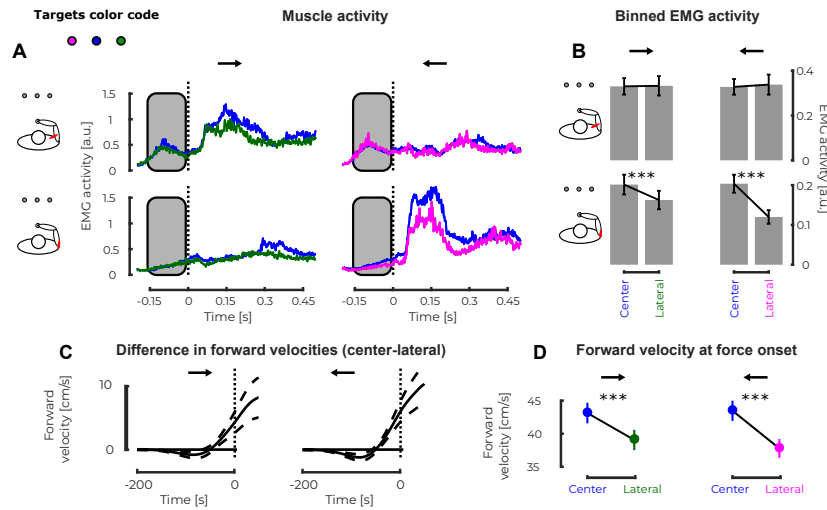 Targets color code
Muscle activity
Binned EMG activity
A
B
EMG activity [a.u.]
1.5
1
0.5
0
1.5
1
0.5
0
-0.15 0 0.15 0.3 0.45
-0.15 0 0.15 0.3 0.45
Time [s]
Time [s]
0.4
0.2
0
EMG activity [a.u]
*** ***
0.2
0.1
0
Center
Lateral
Center
Lateral
C
Difference in forward velocities (center-lateral)
Forward
velocity [cm/s]
10
0
-200 0
-200 0
Time [s]
Time [s]
D
Forward velocity at force onset
Forward
velocity [cm/s]
45
40
35
*** ***
Center Lateral
Center Lateral